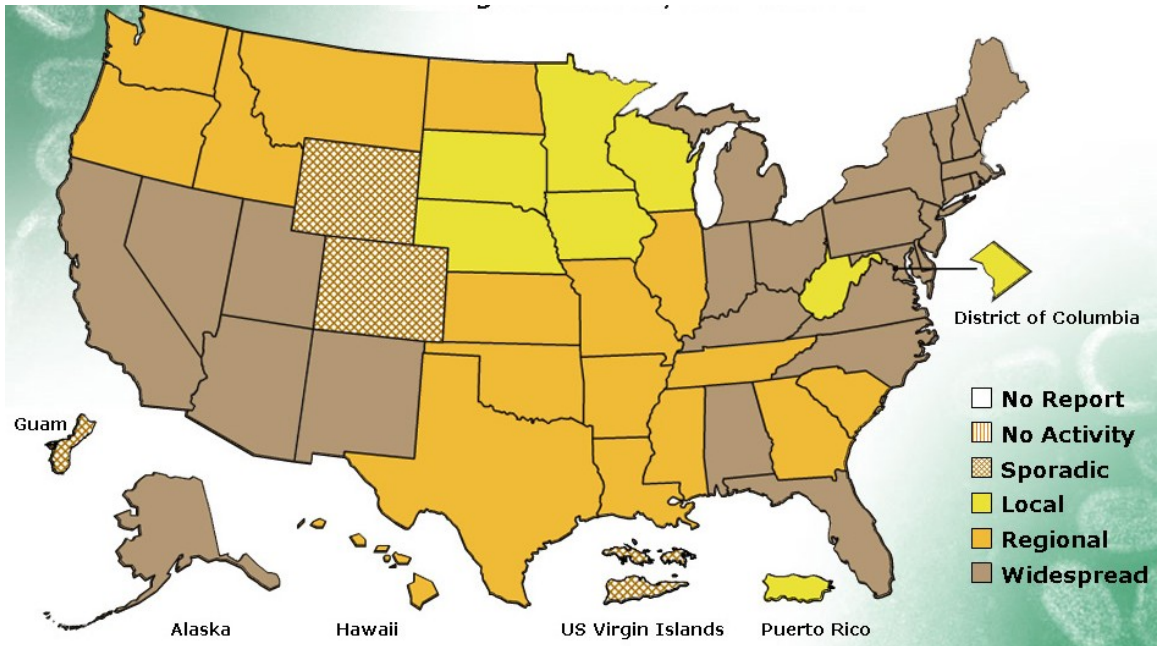 District of Columbia
No Report
No Activity
Guam
Sporadic
Local
Regional
Widespread
Alaska
Hawaii
US Virgin Islands
Puerto Rico